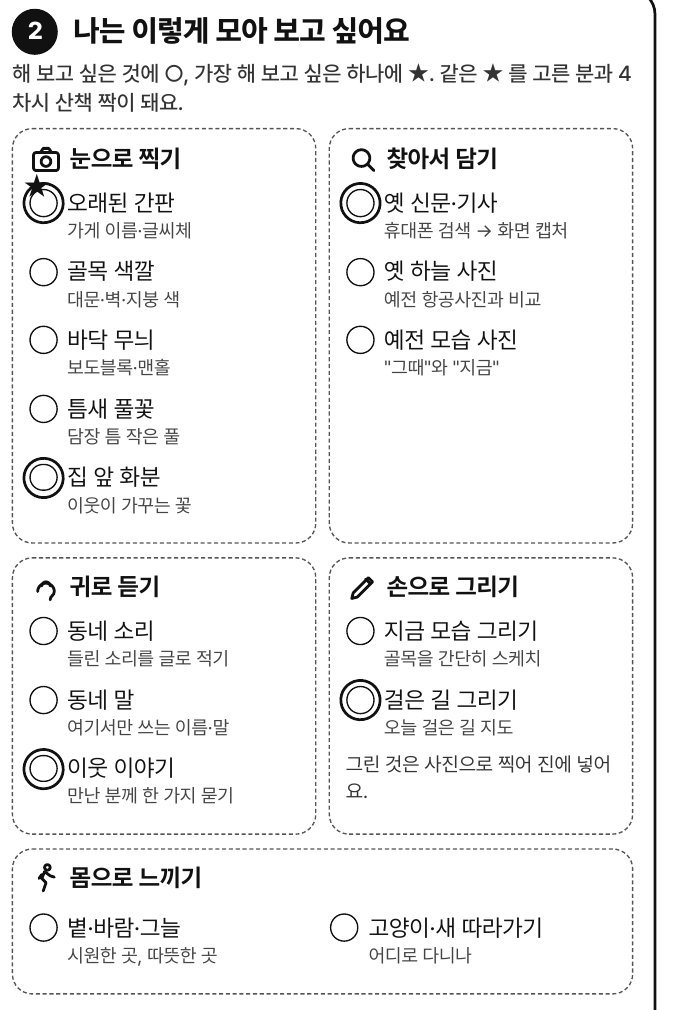 2 나는 이렇게 모아 보고 싶어요
해 보고 싶은 것에 ○, 가장 해 보고 싶은 하나에 ★. 같은 ★ 를 고른 분과 4
차시 산책 짝이 돼요.
눈으로 찍기
★
오래된 간판
가게 이름·글씨체
골목 색깔
대문·벽·지붕 색
바닥 무늬
보도블록·맨홀
틈새 풀꽃
담장 틈 작은 풀
집 앞 화분
이웃이 가꾸는 꽃
찾아서 담기
옛 신문·기사
휴대폰 검색 → 화면 캡처
옛 하늘 사진
예전 항공사진과 비교
예전 모습 사진
"그때"와 "지금"
귀로 듣기
동네 소리
들린 소리를 글로 적기
동네 말
여기서만 쓰는 이름·말
이웃 이야기
만난 분께 한 가지 묻기
손으로 그리기
지금 모습 그리기
골목을 간단히 스케치
걸은 길 그리기
오늘 걸은 길 지도
그린 것은 사진으로 찍어 진에 넣어
요.
몸으로 느끼기
볕·바람·그늘
시원한 곳, 따뜻한 곳
고양이·새 따라가기
어디로 다니나